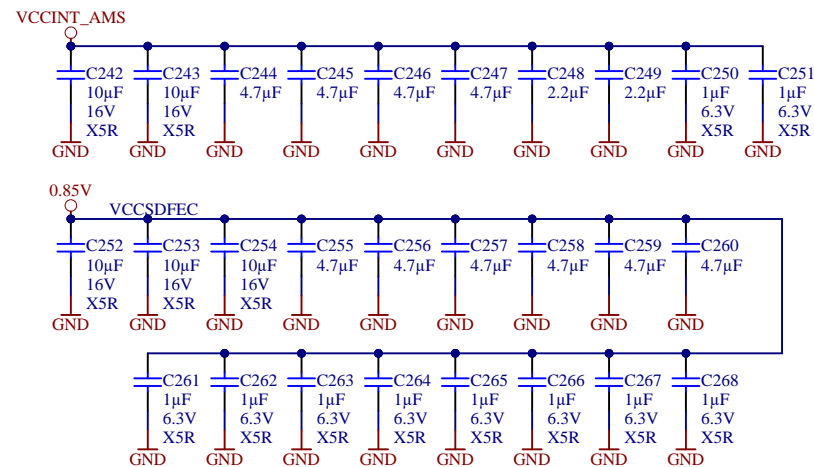 VCCINT_AMS
C242 C243 C244 C245 C246 C247 C248 C249 C250 C251
10µF 10µF 4.7µF 4.7µF 4.7µF 4.7µF 2.2µF 2.2µF 1µF 1µF
16V 16V 6.3V 6.3V
X5R X5R X5R X5R
GND GND GND GND GND GND GND GND GND GND
0.85V
VCCSDFEC
C252 C253 C254 C255 C256 C257 C258 C259 C260
10µF 10µF 10µF 4.7µF 4.7µF 4.7µF 4.7µF 4.7µF 4.7µF
16V 16V 16V
X5R X5R X5R
GND GND GND GND GND GND GND GND GND
C261 C262 C263 C264 C265 C266 C267 C268
1µF 1µF 1µF 1µF 1µF 1µF 1µF 1µF
6.3V 6.3V 6.3V 6.3V 6.3V 6.3V 6.3V 6.3V
X5R X5R X5R X5R X5R X5R X5R X5R
GND GND GND GND GND GND GND GND